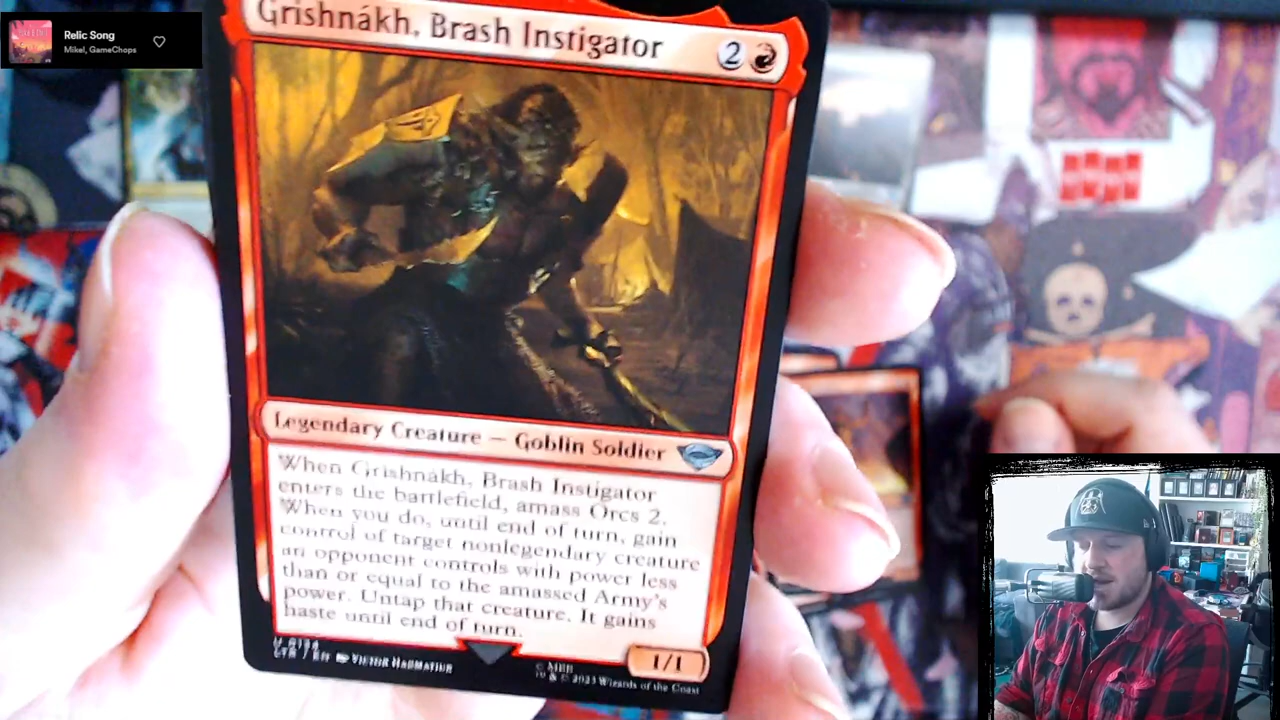 Relic Song
Mikel, GameChops
Grishnákh, Brash Instigator 2
Legendary Creature — Goblin Soldier
When Grishnákh, Brash Instigator
enters the battlefield, amass Orcs 2.
When you do, until end of turn, gain
control of target nonlegendary creature
an opponent controls with power less
than or equal to the amassed Army's
power. Untap that creature. It gains
haste until end of turn.
1/1
U 0134
LTR / EN VICTOR HARMATIUK
& © 2023 Wizards of the Coast